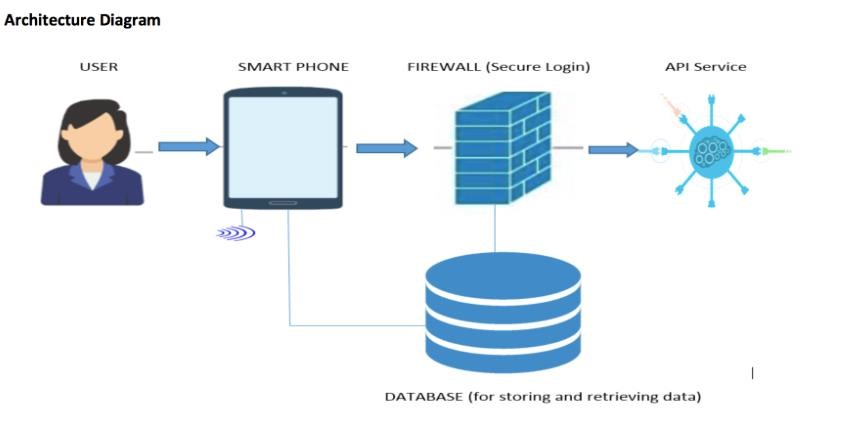 Architecture Diagram
USER
SMART PHONE
FIREWALL (Secure Login)
API Service
DATABASE (for storing and retrieving data)